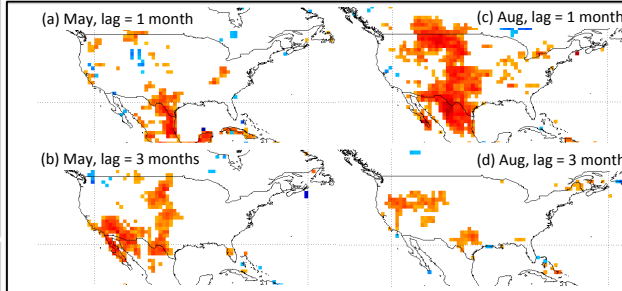 (a) May, lag = 1 month
(c) Aug, lag = 1 month
(b) May, lag = 3 months
(d) Aug, lag = 3 month